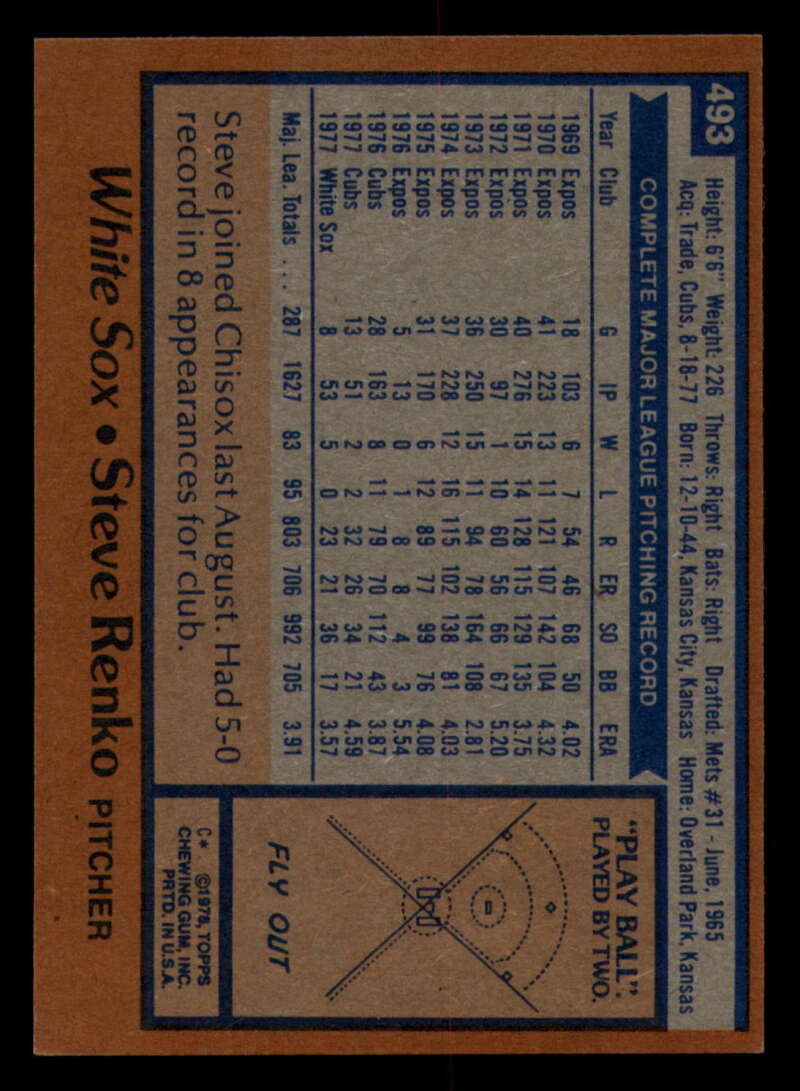 493
Height: 6'6" Weight: 226 Throws: Right Bats: Right Drafted: Mets #31 - June, 1965
Acq: Trade, Cubs, 8-18-77 Born: 12-10-44, Kansas City, Kansas Home: Overland Park, Kansas
COMPLETE MAJOR LEAGUE PITCHING RECORD
Year Club G IP W L R ER SO BB ERA
1969 Expos 18 103 6 7 54 46 68 50 4.02
1970 Expos 41 223 13 11 121 107 142 104 4.32
1971 Expos 40 276 15 14 128 115 129 135 3.75
1972 Expos 30 97 1 10 60 56 66 67 5.20
1973 Expos 36 250 15 11 94 78 164 108 2.81
1974 Expos 37 228 12 16 115 102 138 81 4.03
1975 Expos 31 170 6 12 89 77 99 76 4.08
1976 Expos 5 13 0 1 8 8 4 3 5.54
1976 Cubs 28 163 8 11 79 70 112 43 3.87
1977 Cubs 13 51 2 2 32 26 34 21 4.59
1977 White Sox 8 53 5 0 23 21 36 17 3.57
Maj. Lea. Totals .... 287 1627 83 95 803 706 992 705 3.91
Steve joined Chisox last August. Had 5-0
record in 8 appearances for club.
"PLAY BALL":
PLAYED BY TWO.
FLY OUT
C* ©1978, TOPPS
CHEWING GUM, INC.
PRTD. IN U.S.A.
White Sox • Steve Renko PITCHER